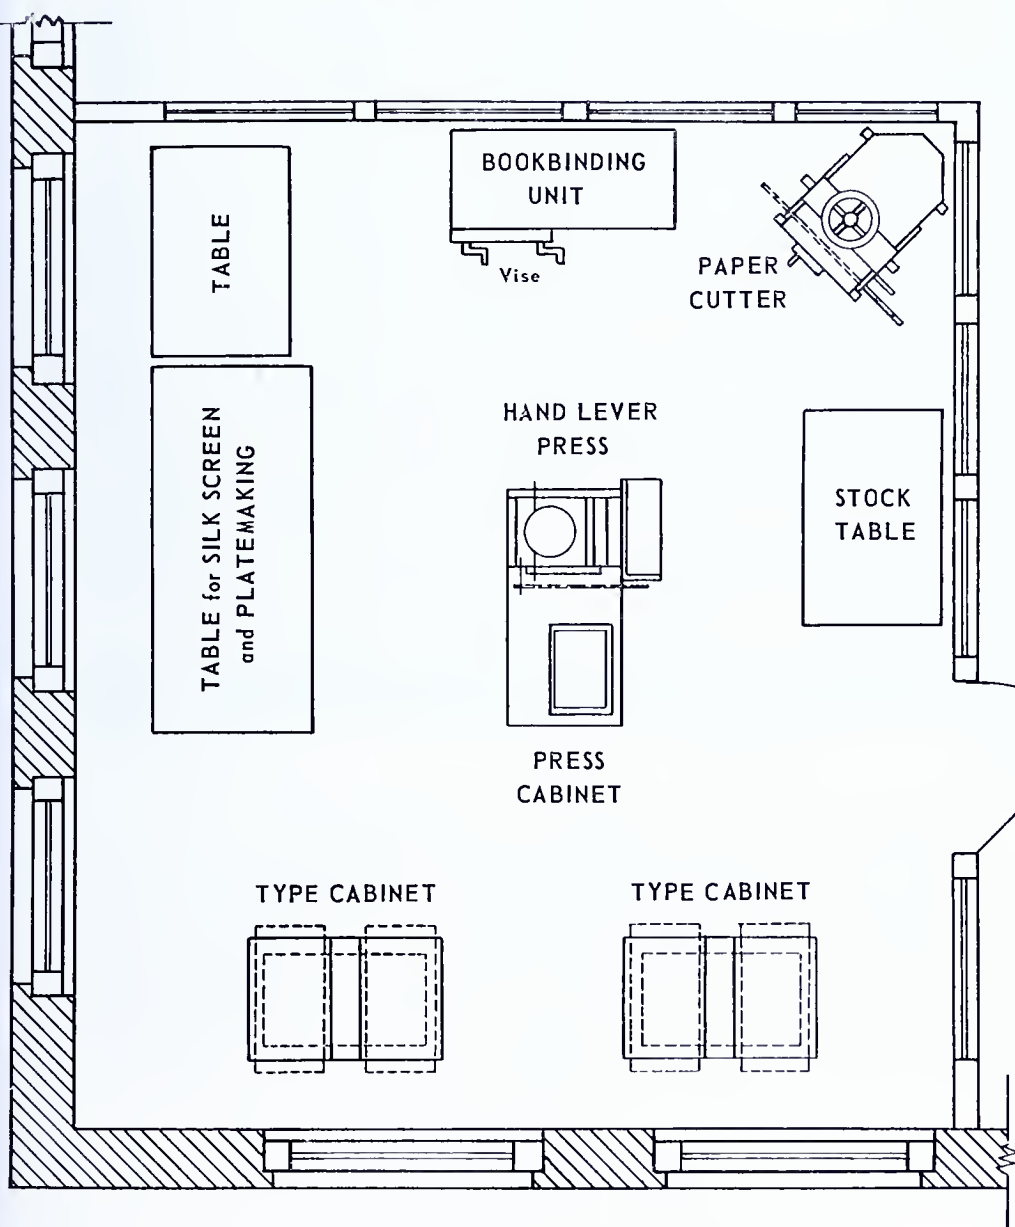 BOOKBINDING
UNIT
TABLE
Vise
PAPER
CUTTER
HAND LEVER
PRESS
TABLE for SILK SCREEN
and PLATEMAKING
STOCK
TABLE
PRESS
CABINET
TYPE CABINET
TYPE CABINET